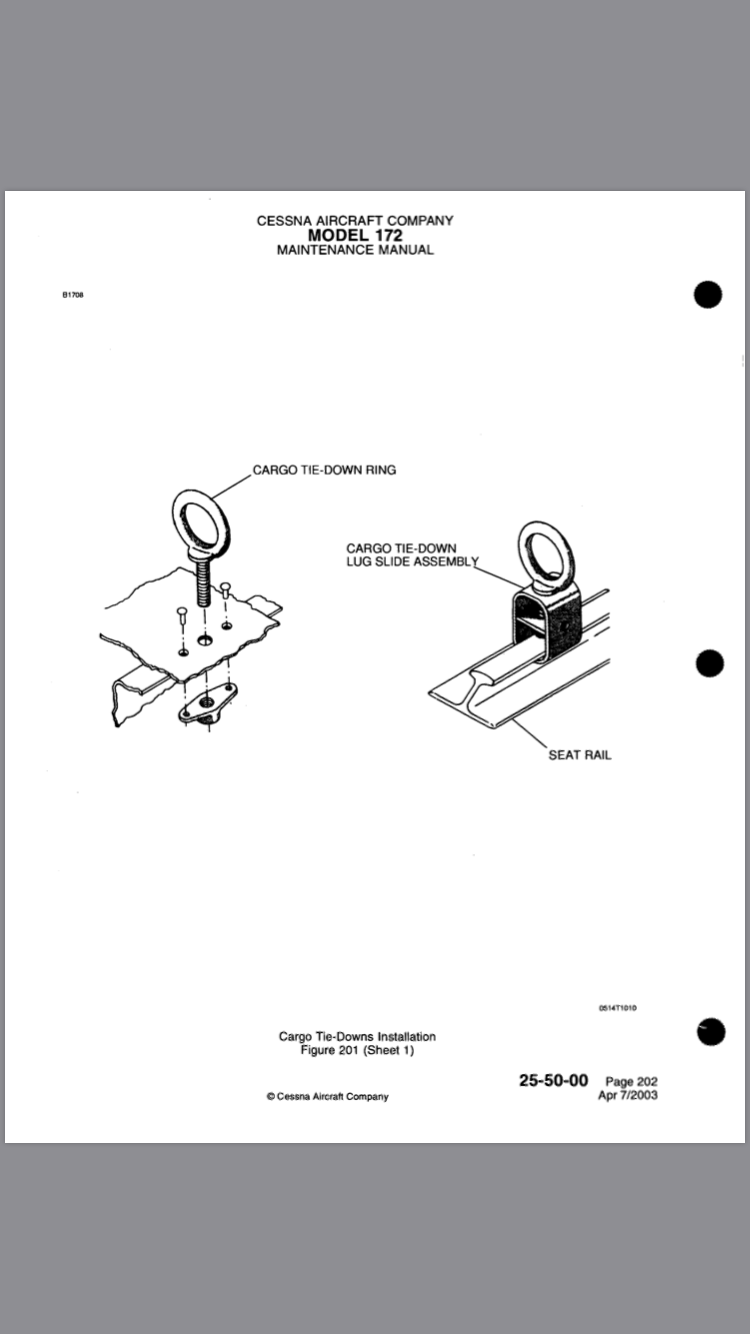 CESSNA AIRCRAFT COMPANY
MODEL 172
MAINTENANCE MANUAL
B1708
CARGO TIE-DOWN RING
CARGO TIE-DOWN
LUG SLIDE ASSEMBLY
SEAT RAIL
0514T1010
Cargo Tie-Downs Installation
Figure 201 (Sheet 1)
25-50-00 Page 202
Apr 7/2003
© Cessna Aircraft Company